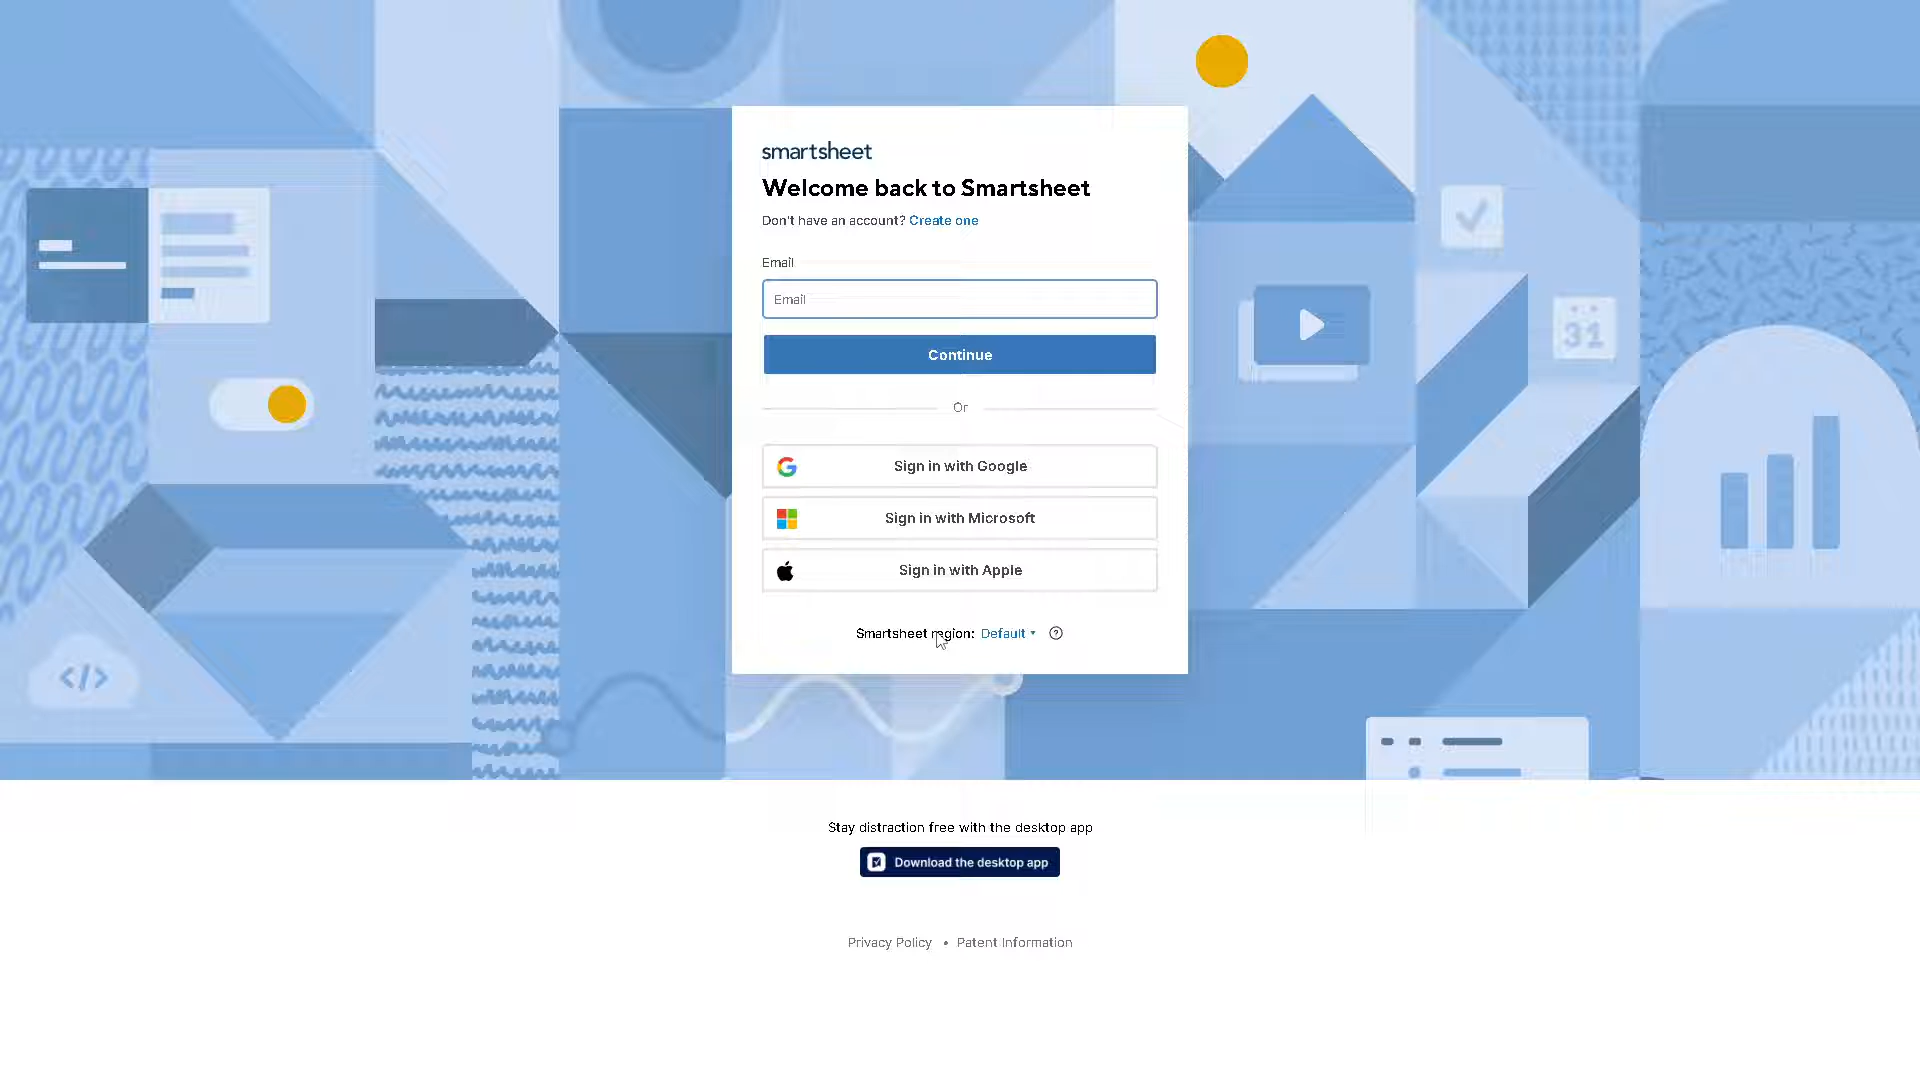 smartsheet
Welcome back to Smartsheet
Don't have an account? Create one
Email
Email
Continue
Or
Sign in with Google
Sign in with Microsoft
Sign in with Apple
Smartsheet region: Default
31
</>
Stay distraction free with the desktop app
Download the desktop app
Privacy Policy • Patent Information